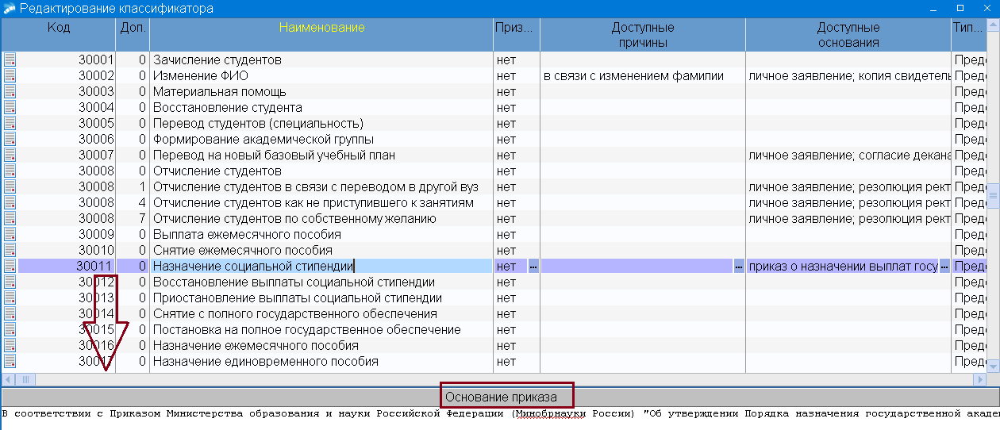 Редактирование классификатора
Код Доп. Наименование Приз... Доступные причины Доступные основания Тип...
30001 0 Зачисление студентов нет Предо
30002 0 Изменение ФИО нет в связи с изменением фамилии личное заявление; копия свидетель Предо
30003 0 Материальная помощь нет Предо
30004 0 Восстановление студента нет Предо
30005 0 Перевод студентов (специальность) нет Предо
30006 0 Формирование академической группы нет Предо
30007 0 Перевод на новый базовый учебный план нет личное заявление; согласие декана Предо
30008 0 Отчисление студентов нет Предо
30008 1 Отчисление студентов в связи с переводом в другой вуз нет личное заявление; резолюция рект Предо
30008 4 Отчисление студентов как не приступившего к занятиям нет личное заявление; резолюция рект Предо
30008 7 Отчисление студентов по собственному желанию нет личное заявление; резолюция рект Предо
30009 0 Выплата ежемесячного пособия нет Предо
30010 0 Снятие ежемесячного пособия нет Предо
30011 0 Назначение социальной стипендии нет ... ... приказ о назначении выплат госу ... Предо
30012 0 Восстановление выплаты социальной стипендии нет Предо
30013 0 Приостановление выплаты социальной стипендии нет Предо
30014 0 Снятие с полного государственного обеспечения нет Предо
30015 0 Постановка на полное государственное обеспечение нет Предо
30016 0 Назначение ежемесячного пособия нет Предо
30017 0 Назначение единовременного пособия нет Предо
Основание приказа
В соответствии с Приказом Министерства образования и науки Российской Федерации (Минобрнауки России) "Об утверждении Порядка назначения государственной акаде